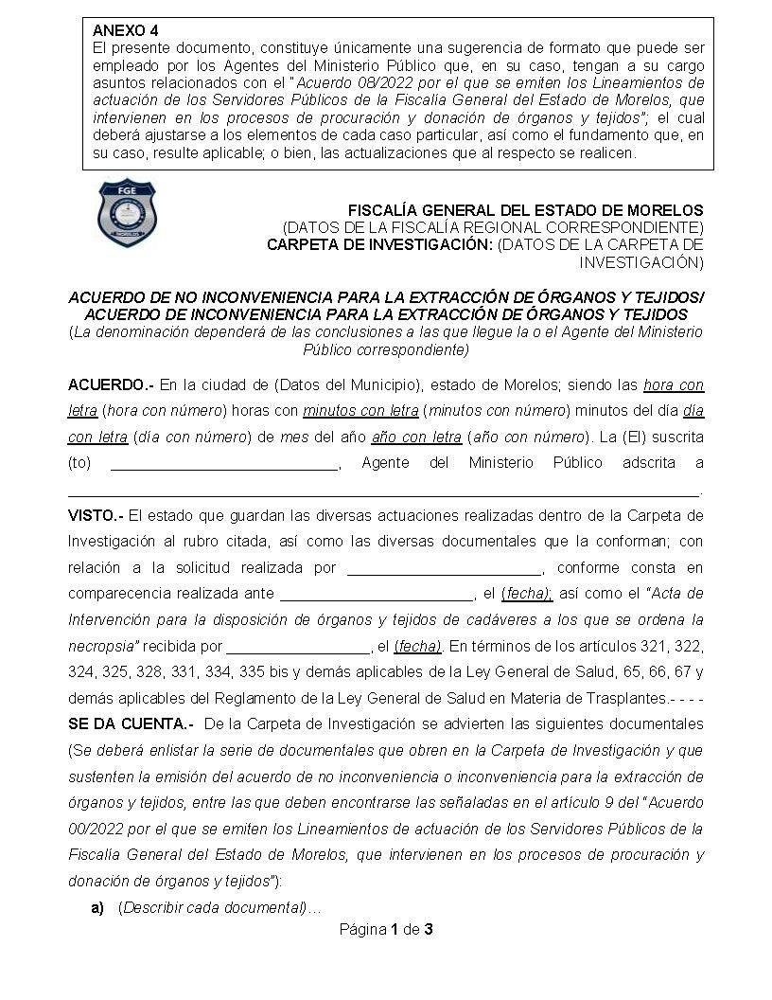 ANEXO 4
El presente documento, constituye únicamente una sugerencia de formato que puede ser
empleado por los Agentes del Ministerio Público que, en su caso, tengan a su cargo
asuntos relacionados con el "Acuerdo 08/2022 por el que se emiten los Lineamientos de
actuación de los Servidores Públicos de la Fiscalía General del Estado de Morelos, que
intervienen en los procesos de procuración y donación de órganos y tejidos"; el cual
deberá ajustarse a los elementos de cada caso particular, así como el fundamento que, en
su caso, resulte aplicable; o bien, las actualizaciones que al respecto se realicen.
FGE
FISCALÍA GENERAL DEL ESTADO DE MORELOS
(DATOS DE LA FISCALÍA REGIONAL CORRESPONDIENTE)
CARPETA DE INVESTIGACIÓN: (DATOS DE LA CARPETA DE
INVESTIGACIÓN)
ACUERDO DE NO INCONVENIENCIA PARA LA EXTRACCIÓN DE ÓRGANOS Y TEJIDOS/
ACUERDO DE INCONVENIENCIA PARA LA EXTRACCIÓN DE ÓRGANOS Y TEJIDOS
(La denominación dependerá de las conclusiones a las que llegue la o el Agente del Ministerio
Público correspondiente)
ACUERDO.- En la ciudad de (Datos del Municipio), estado de Morelos; siendo las hora con
letra (hora con número) horas con minutos con letra (minutos con número) minutos del día día
con letra (día con número) de mes del año año con letra (año con número). La (El) suscrita
(to) ____________________________, Agente del Ministerio Público adscrita a
______________________________________________________________________________.
VISTO.- El estado que guardan las diversas actuaciones realizadas dentro de la Carpeta de
Investigación al rubro citada, así como las diversas documentales que la conforman; con
relación a la solicitud realizada por ________________________, conforme consta en
comparecencia realizada ante ________________________, el (fecha); así como el "Acta de
Intervención para la disposición de órganos y tejidos de cadáveres a los que se ordena la
necropsia" recibida por __________________, el (fecha). En términos de los artículos 321, 322,
324, 325, 328, 331, 334, 335 bis y demás aplicables de la Ley General de Salud, 65, 66, 67 y
demás aplicables del Reglamento de la Ley General de Salud en Materia de Trasplantes.- - - -
SE DA CUENTA.- De la Carpeta de Investigación se advierten las siguientes documentales
(Se deberá enlistar la serie de documentales que obren en la Carpeta de Investigación y que
sustenten la emisión del acuerdo de no inconveniencia o inconveniencia para la extracción de
órganos y tejidos, entre las que deben encontrarse las señaladas en el artículo 9 del "Acuerdo
00/2022 por el que se emiten los Lineamientos de actuación de los Servidores Públicos de la
Fiscalía General del Estado de Morelos, que intervienen en los procesos de procuración y
donación de órganos y tejidos"):
a) (Describir cada documental)…
Página 1 de 3